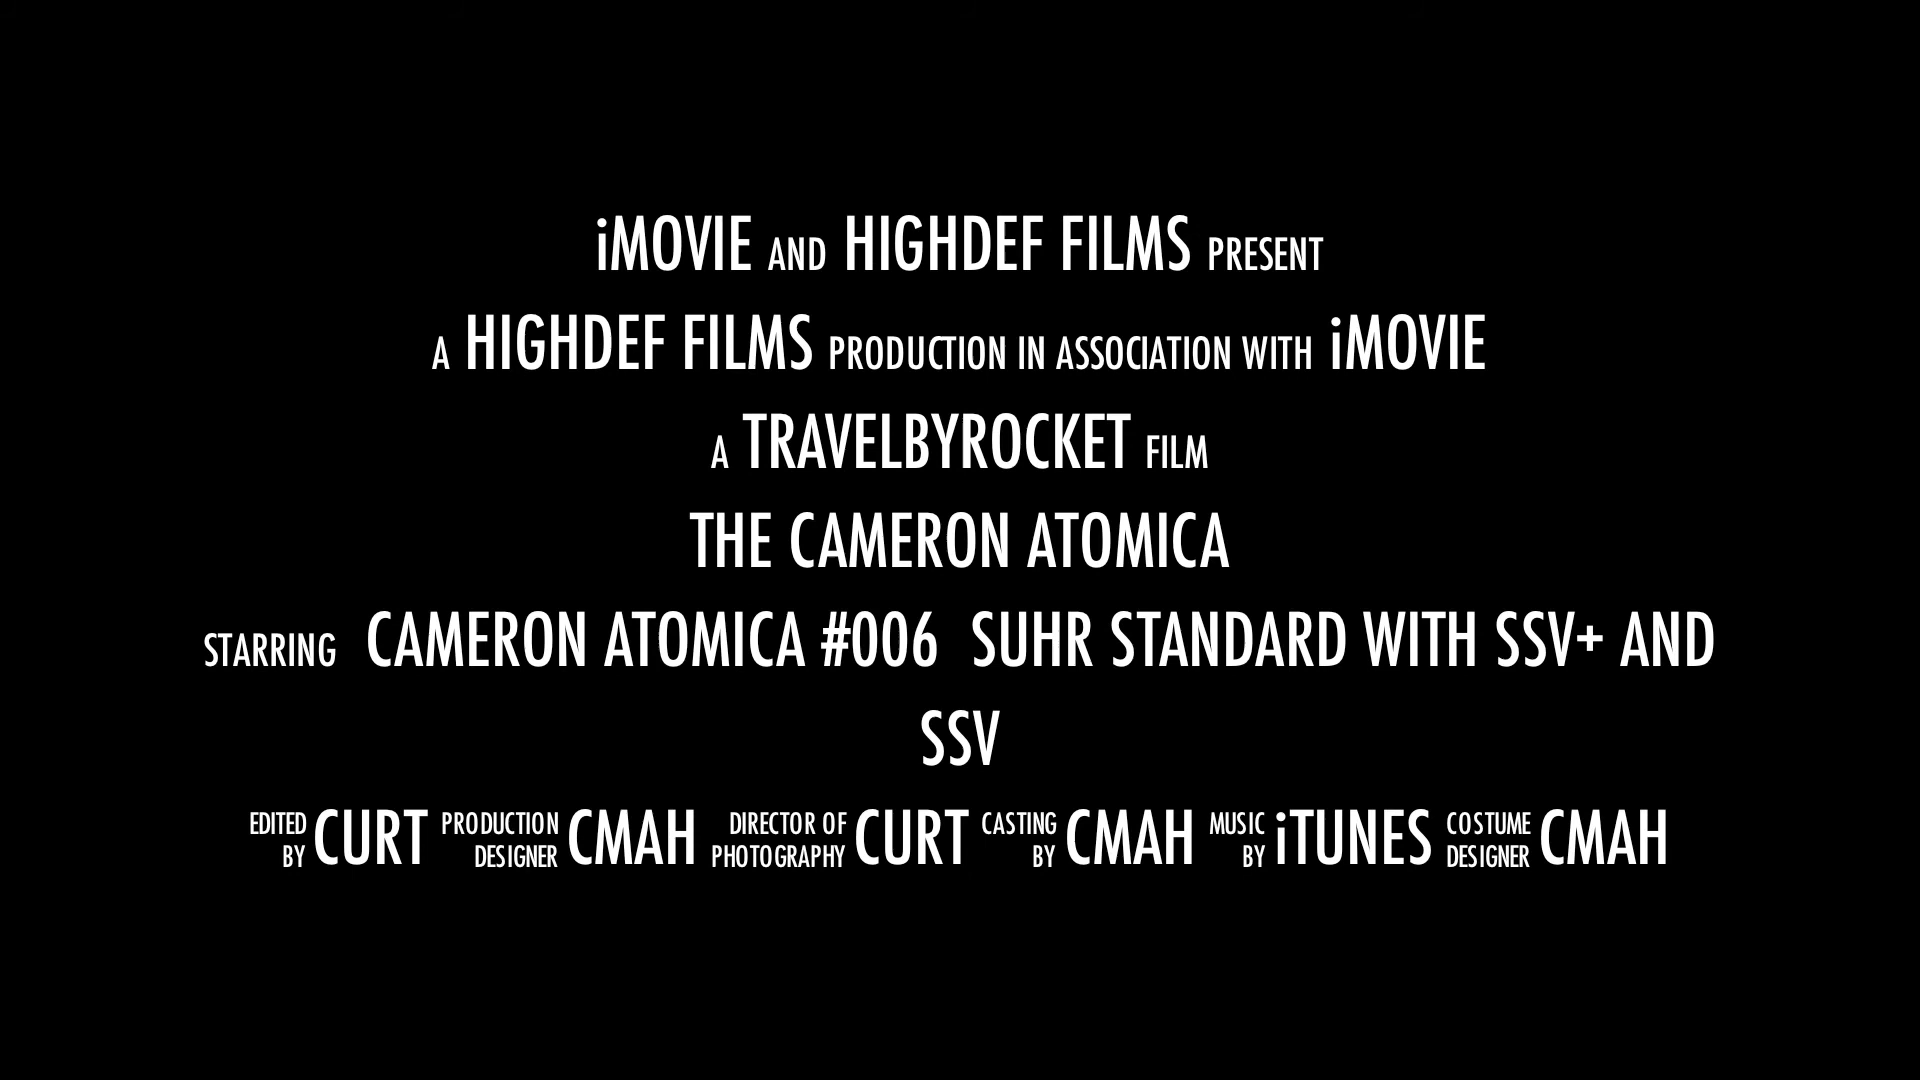 iMOVIE AND HIGHDEF FILMS PRESENT
A HIGHDEF FILMS PRODUCTION IN ASSOCIATION WITH iMOVIE
A TRAVELBYROCKET FILM
THE CAMERON ATOMICA
STARRING CAMERON ATOMICA #006 SUHR STANDARD WITH SSV+ AND
SSV
EDITED BY CURT PRODUCTION DESIGNER CMAH DIRECTOR OF PHOTOGRAPHY CURT CASTING BY CMAH MUSIC BY iTUNES COSTUME DESIGNER CMAH